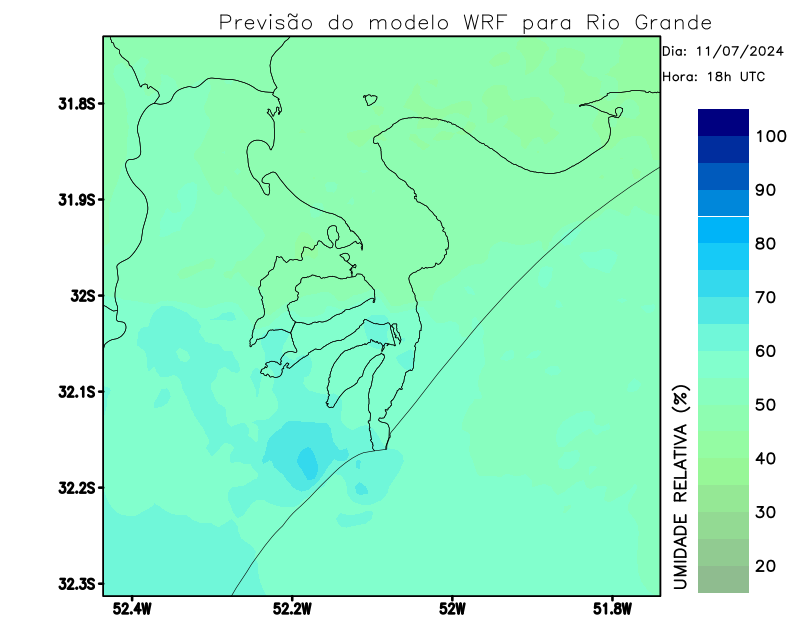 Previsão do modelo WRF para Rio Grande
Dia: 11/07/2024
Hora: 18h UTC
31.8S
31.9S
32S
32.1S
32.2S
32.3S
52.4W
52.2W
52W
51.8W
UMIDADE RELATIVA (%)
100
90
80
70
60
50
40
30
20